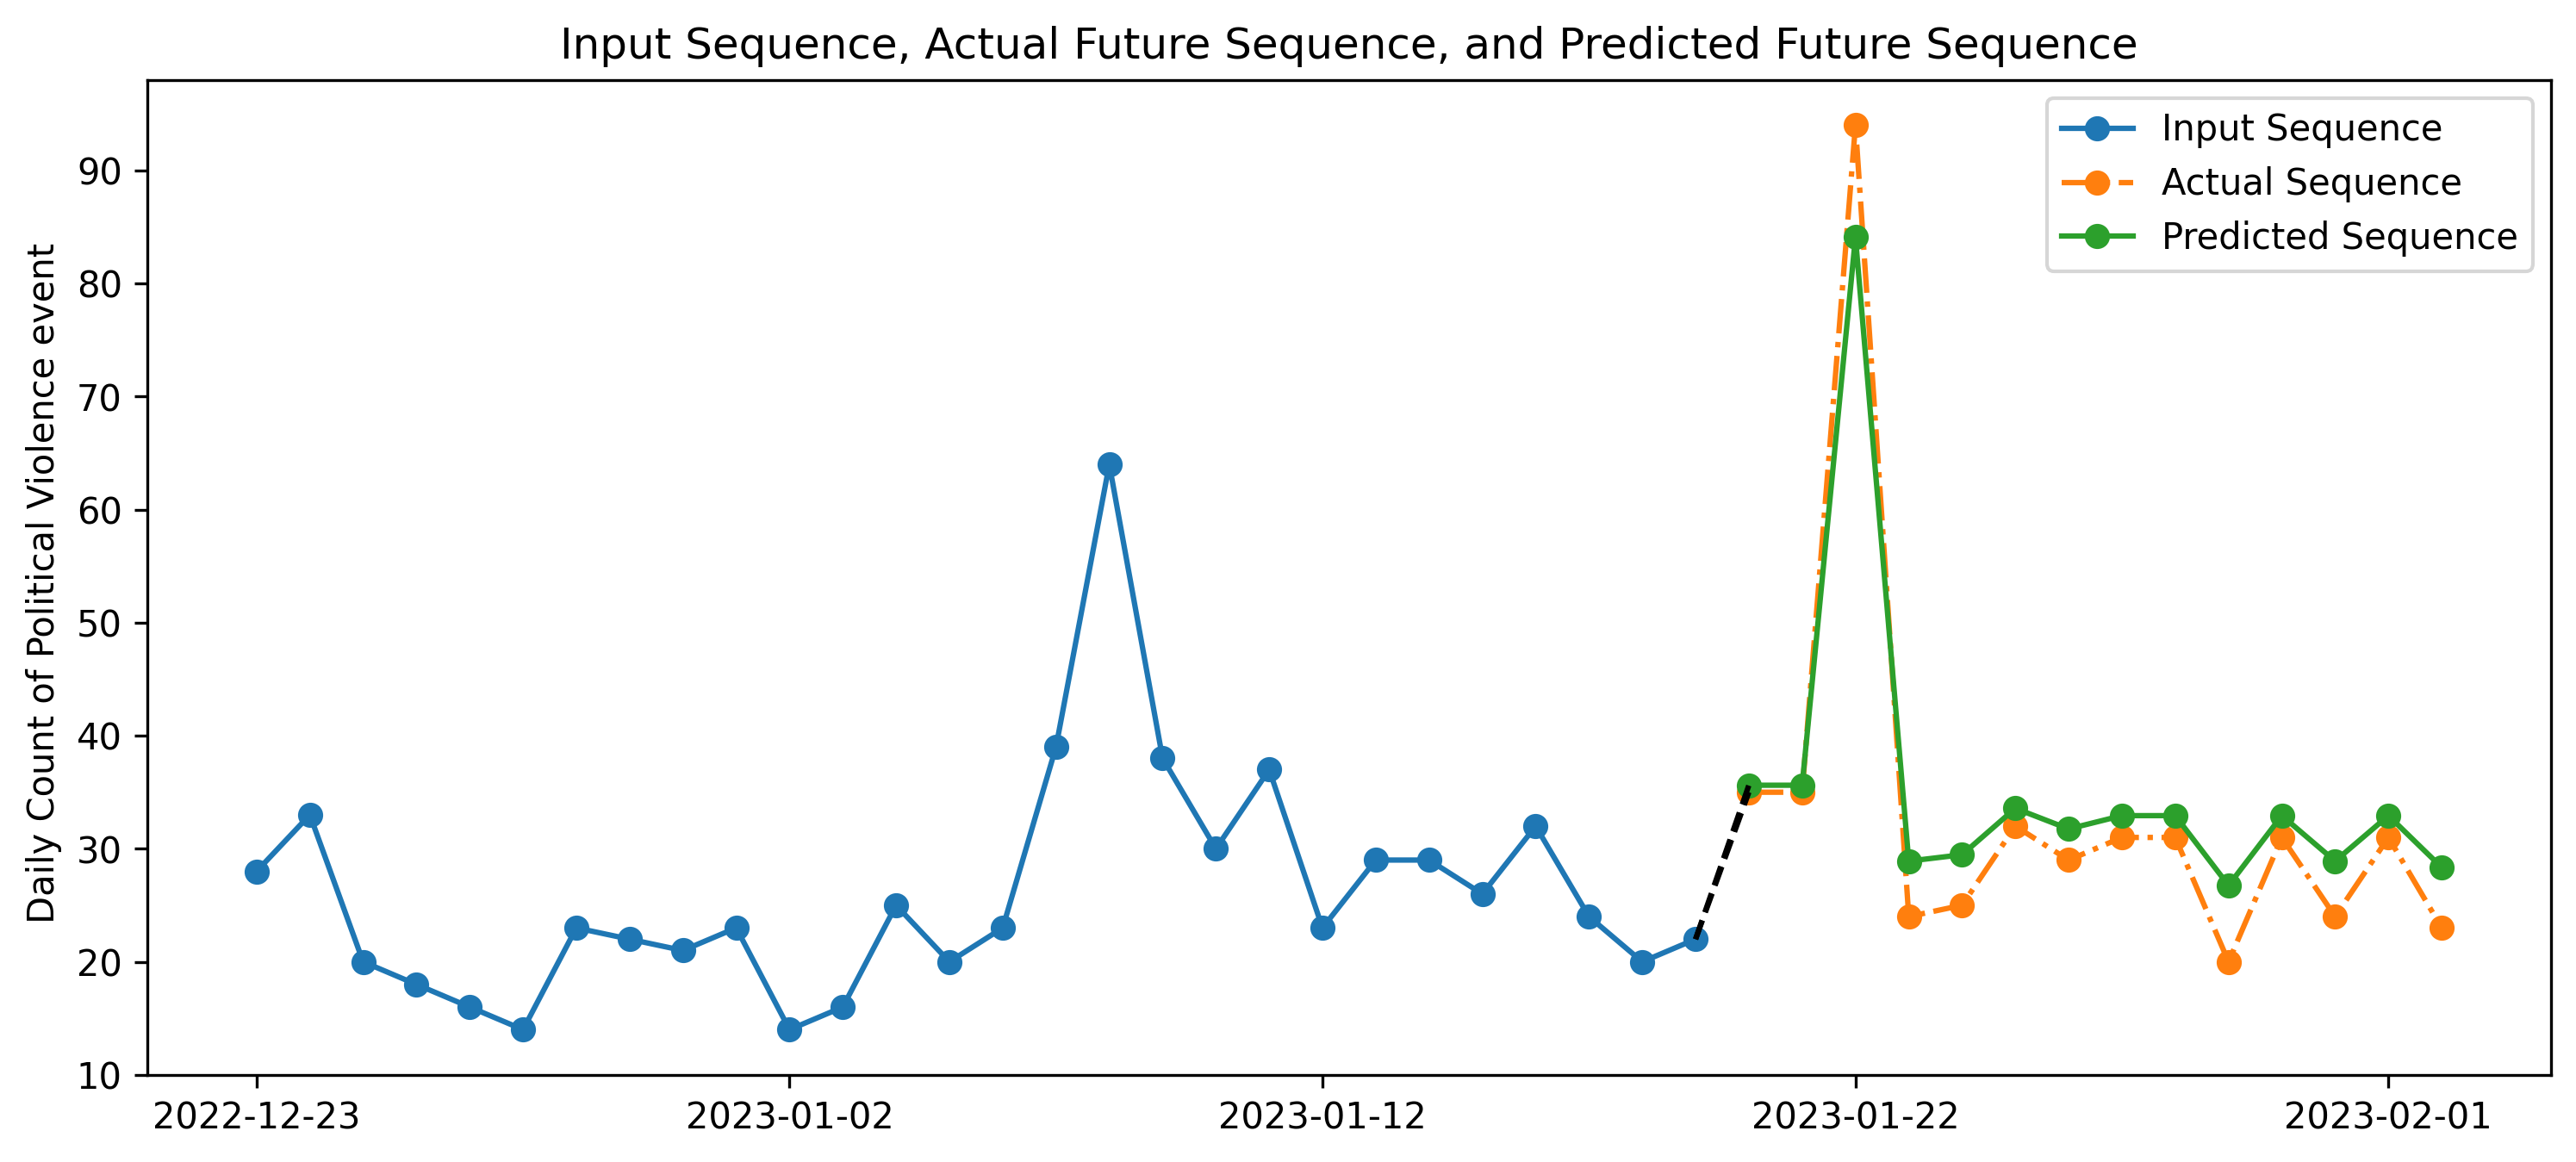 Input Sequence, Actual Future Sequence, and Predicted Future Sequence
Daily Count of Political Violence event
90
80
70
60
50
40
30
20
10
2022-12-23
2023-01-02
2023-01-12
2023-01-22
2023-02-01
Input Sequence
Actual Sequence
Predicted Sequence